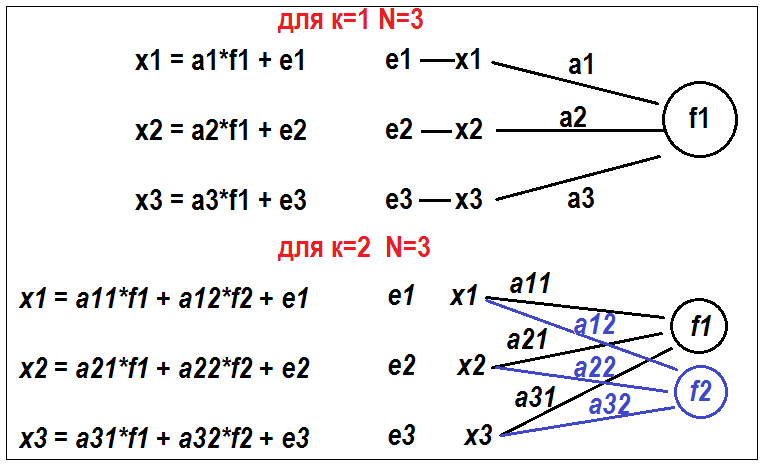 для к=1 N=3
x1 = a1*f1 + e1 e1 x1 a1
x2 = a2*f1 + e2 e2 x2 a2 f1
x3 = a3*f1 + e3 e3 x3 a3
для к=2 N=3
x1 = a11*f1 + a12*f2 + e1 e1 x1 a11
a12 f1
x2 = a21*f1 + a22*f2 + e2 e2 x2 a21
a22 f2
x3 = a31*f1 + a32*f2 + e3 e3 x3 a31
a32